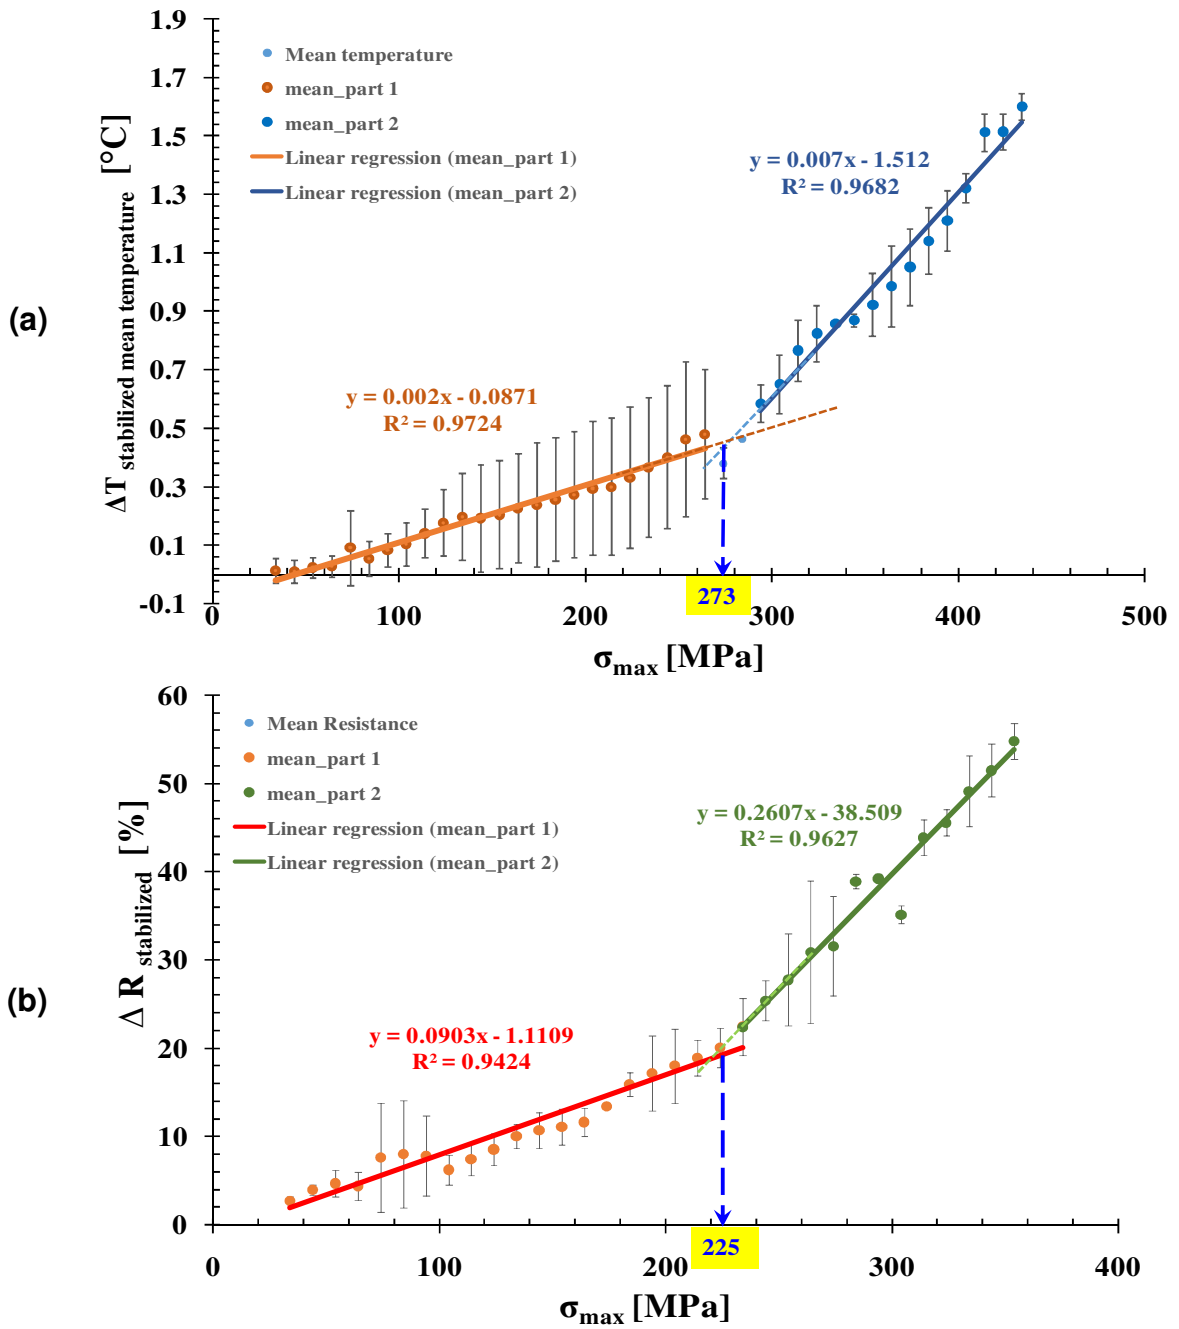 1.9
1.7
1.5
1.3
1.1
0.9
0.7
0.5
0.3
0.1
-0.1
ΔT stabilized mean temperature [°C]
(a)
Mean temperature
mean_part 1
mean_part 2
Linear regression (mean_part 1)
Linear regression (mean_part 2)
y = 0.007x - 1.512
R² = 0.9682
y = 0.002x - 0.0871
R² = 0.9724
273
0 100 200 300 400 500
σmax [MPa]
60
50
40
30
20
10
0
Δ R stabilized [%]
(b)
Mean Resistance
mean_part 1
mean_part 2
Linear regression (mean_part 1)
Linear regression (mean_part 2)
y = 0.2607x - 38.509
R² = 0.9627
y = 0.0903x - 1.1109
R² = 0.9424
225
0 100 200 300 400
σmax [MPa]